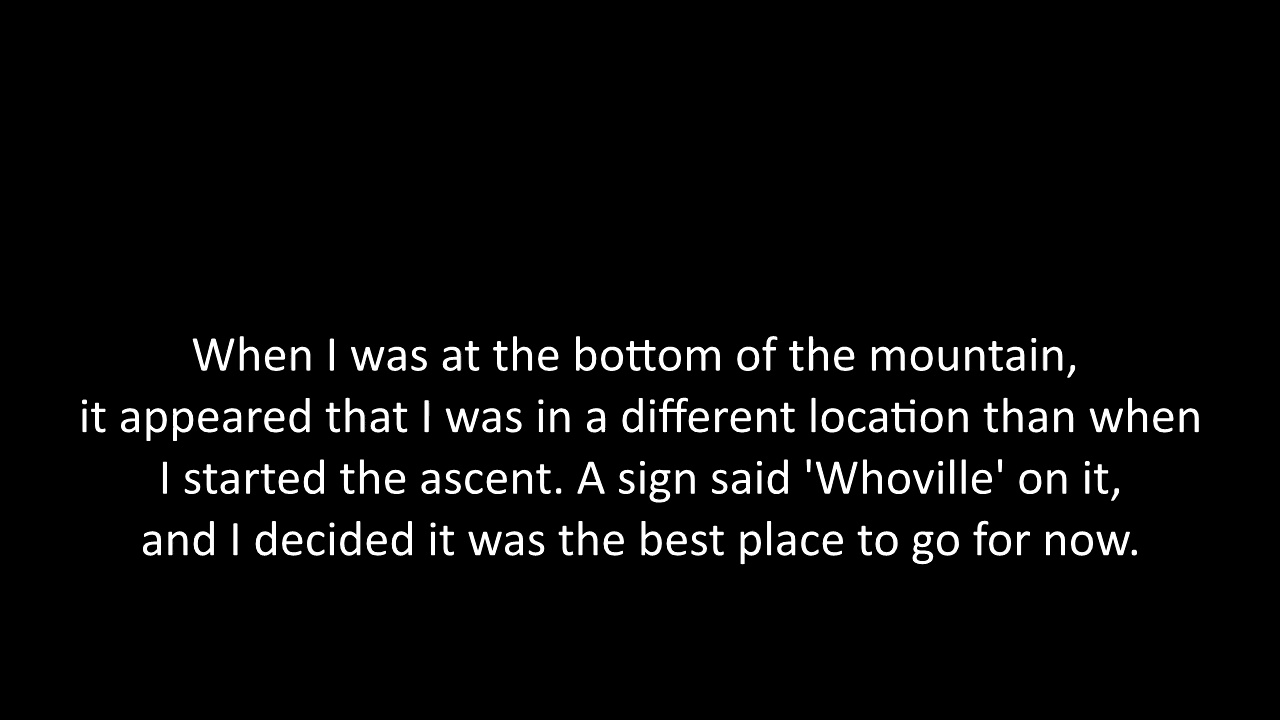 When I was at the bottom of the mountain,
it appeared that I was in a different location than when
I started the ascent. A sign said 'Whoville' on it,
and I decided it was the best place to go for now.